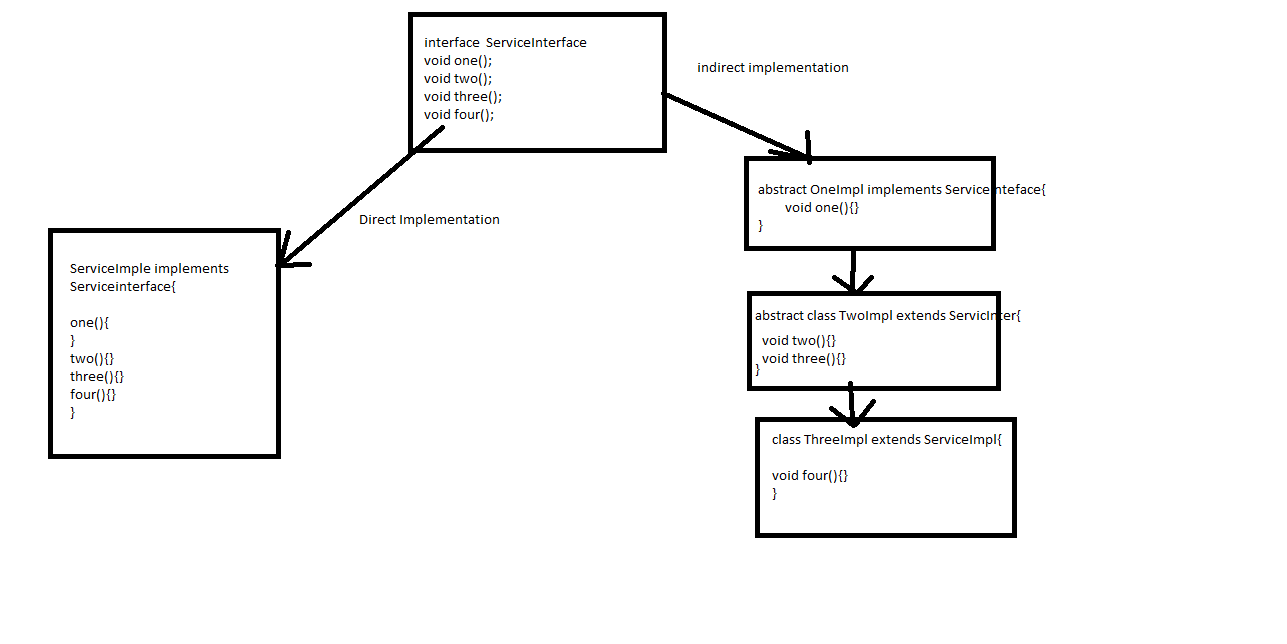 interface ServiceInterface
void one();
void two();
void three();
void four();
indirect implementation
Direct Implementation
ServiceImple implements
Serviceinterface{
one(){
}
two(){}
three(){}
four(){}
}
abstract OneImpl implements ServiceInteface{
void one(){}
}
abstract class TwoImpl extends ServicInter{
void two(){}
void three(){}
}
class ThreeImpl extends ServiceImpl{
void four(){}
}